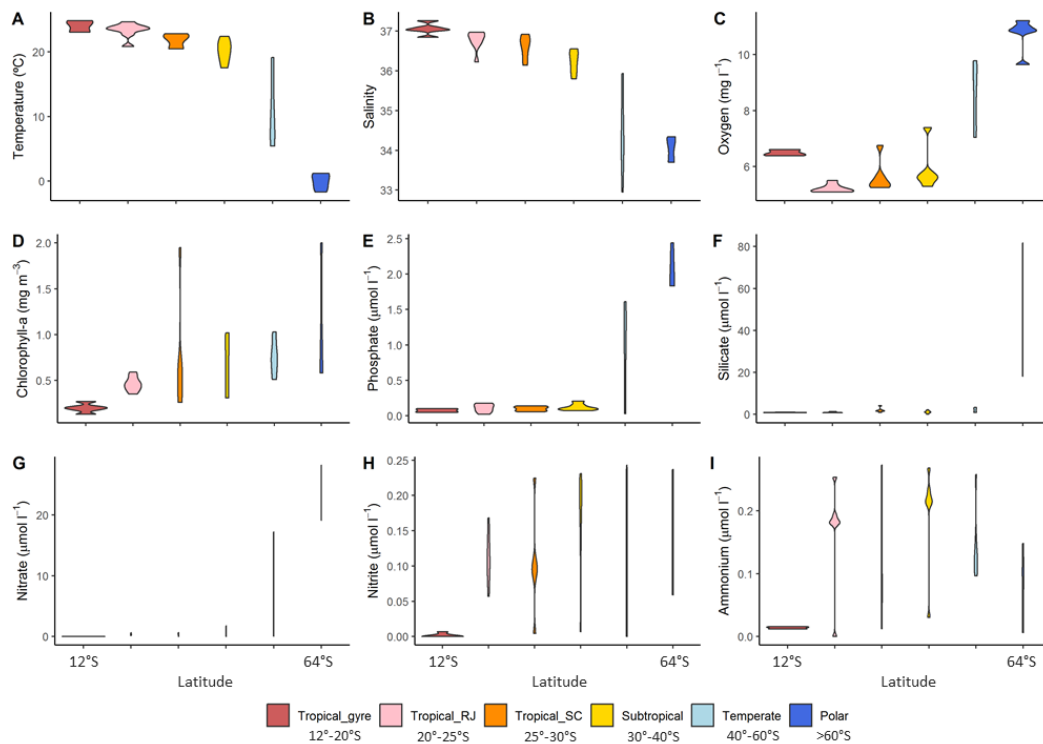 A
Temperature (ºC)
20
10
0
B
Salinity
37
36
35
34
33
C
Oxygen (mg l⁻¹)
10
8
6
D
Chlorophyll-a (mg m⁻³)
2.0
1.5
1.0
0.5
E
Phosphate (μmol l⁻¹)
2.5
2.0
1.5
1.0
0.5
0.0
F
Silicate (μmol l⁻¹)
80
60
40
20
0
G
Nitrate (μmol l⁻¹)
20
10
0
12°S 64°S
Latitude
H
Nitrite (μmol l⁻¹)
0.25
0.20
0.15
0.10
0.05
0.00
12°S 64°S
Latitude
I
Ammonium (μmol l⁻¹)
0.2
0.1
0.0
12°S 64°S
Latitude
Tropical_gyre Tropical_RJ Tropical_SC Subtropical Temperate Polar
12°-20°S 20°-25°S 25°-30°S 30°-40°S 40°-60°S >60°S